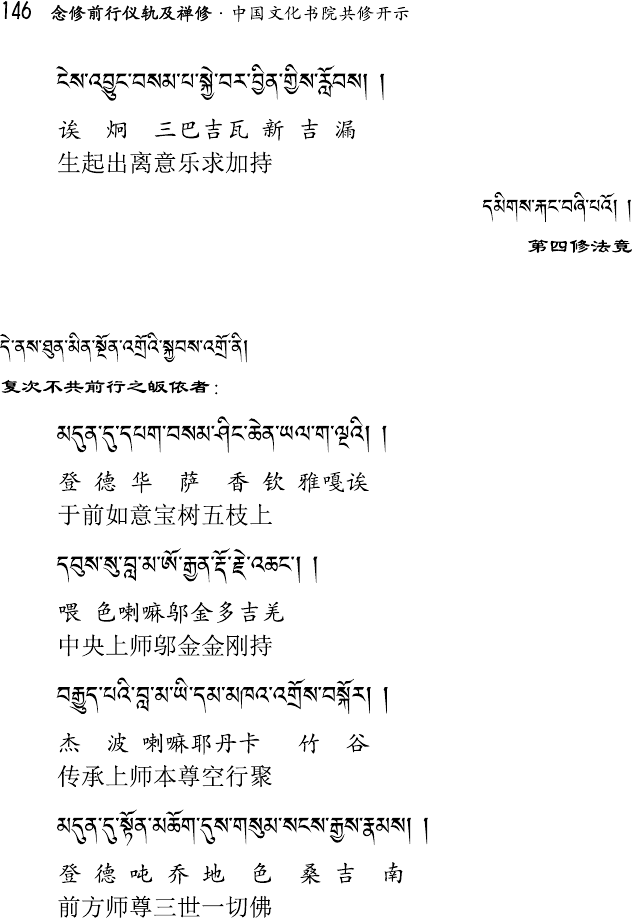 146 念修前行仪轨及禅修·中国文化书院共修开示
ངེས་འབྱུང་བསམ་པ་སྐྱེ་བར་བྱིན་གྱིས་རློབས། །
诶 炯 三巴吉瓦 新 吉 漏
生起出离意乐求加持
དམིགས་རྐང་བཞི་པའོ། །
第四修法竟
དེ་ནས་ཐུན་མིན་སྔོན་འགྲོའི་སྐྱབས་འགྲོ་ནི།
复次不共前行之皈依者：
མདུན་དུ་དཔག་བསམ་ཤིང་ཆེན་ཡལ་ག་ལྔའི། །
登 德 华 萨 香 钦 雅嘎诶
于前如意宝树五枝上
དབུས་སུ་བླ་མ་ཨོ་རྒྱན་རྡོ་རྗེ་འཆང་། །
喂 色喇嘛邬金多吉羌
中央上师邬金金刚持
བརྒྱུད་པའི་བླ་མ་ཡི་དམ་མཁའ་འགྲོས་བསྐོར། །
杰 波 喇嘛耶丹卡 竹 谷
传承上师本尊空行聚
མདུན་དུ་སྟོན་མཆོག་དུས་གསུམ་སངས་རྒྱས་རྣམས། །
登 德 吨 乔 地 色 桑 吉 南
前方师尊三世一切佛